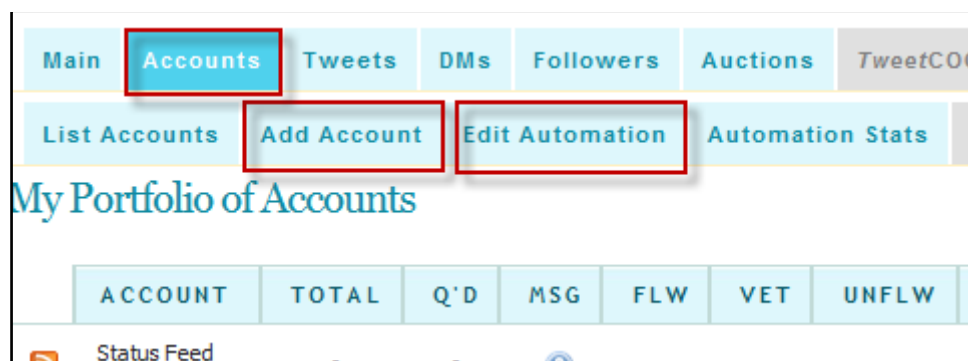 Main Accounts Tweets DMs Followers Auctions
List Accounts Add Account Edit Automation Automation Stats
My Portfolio of Accounts
ACCOUNT TOTAL Q'D MSG FLW VET UNFLW
Status Feed